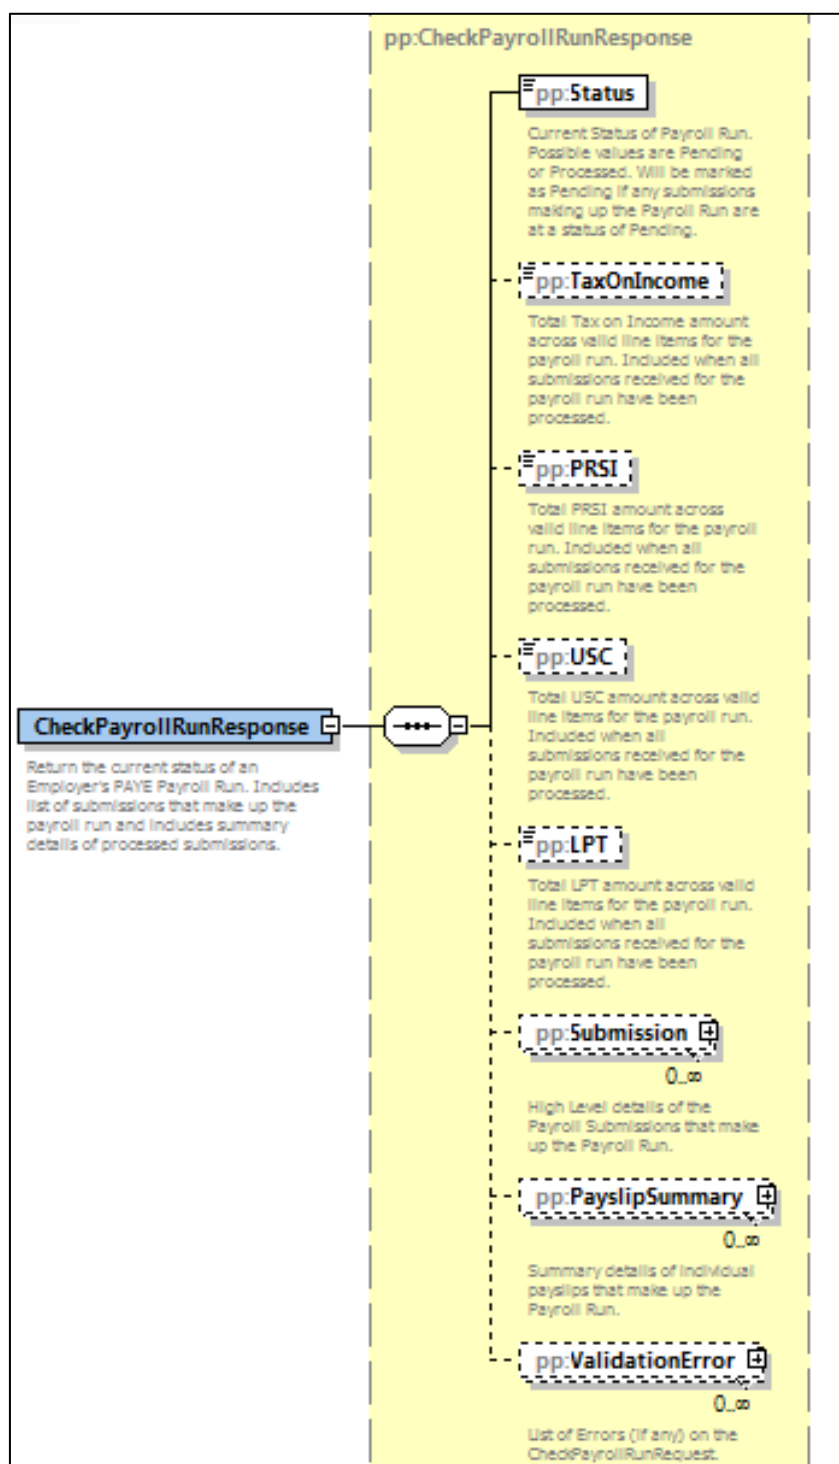 pp:CheckPayrollRunResponse
pp:Status
Current Status of Payroll Run.
Possible values are Pending
or Processed. Will be marked
as Pending if any submissions
making up the Payroll Run are
at a status of Pending.
pp:TaxOnIncome
Total Tax on Income amount
across valid line items for the
payroll run. Included when all
submissions received for the
payroll run have been
processed.
pp:PRSI
Total PRSI amount across
valid line items for the payroll
run. Included when all
submissions received for the
payroll run have been
processed.
pp:USC
Total USC amount across valid
line items for the payroll run.
Included when all
submissions received for the
payroll run have been
processed.
CheckPayrollRunResponse
Return the current status of an
Employer's PAYE Payroll Run. Includes
list of submissions that make up the
payroll run and includes summary
details of processed submissions.
pp:LPT
Total LPT amount across valid
line items for the payroll run.
Included when all
submissions received for the
payroll run have been
processed.
pp:Submission
0..∞
High Level details of the
Payroll Submissions that make
up the Payroll Run.
pp:PayslipSummary
0..∞
Summary details of individual
payslips that make up the
Payroll Run.
pp:ValidationError
0..∞
List of Errors (if any) on the
CheckPayrollRunRequest.